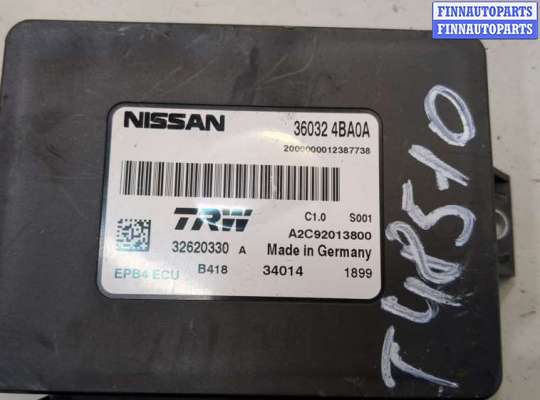 FINNAUTOPARTS
FINNAUTOPARTS
NISSAN
36032 4BA0A
2000000012387738
C1.0 S001
TRW
A2C92013800
32620330 A
Made in Germany
EPB4 ECU B418 34014 1899
T48510